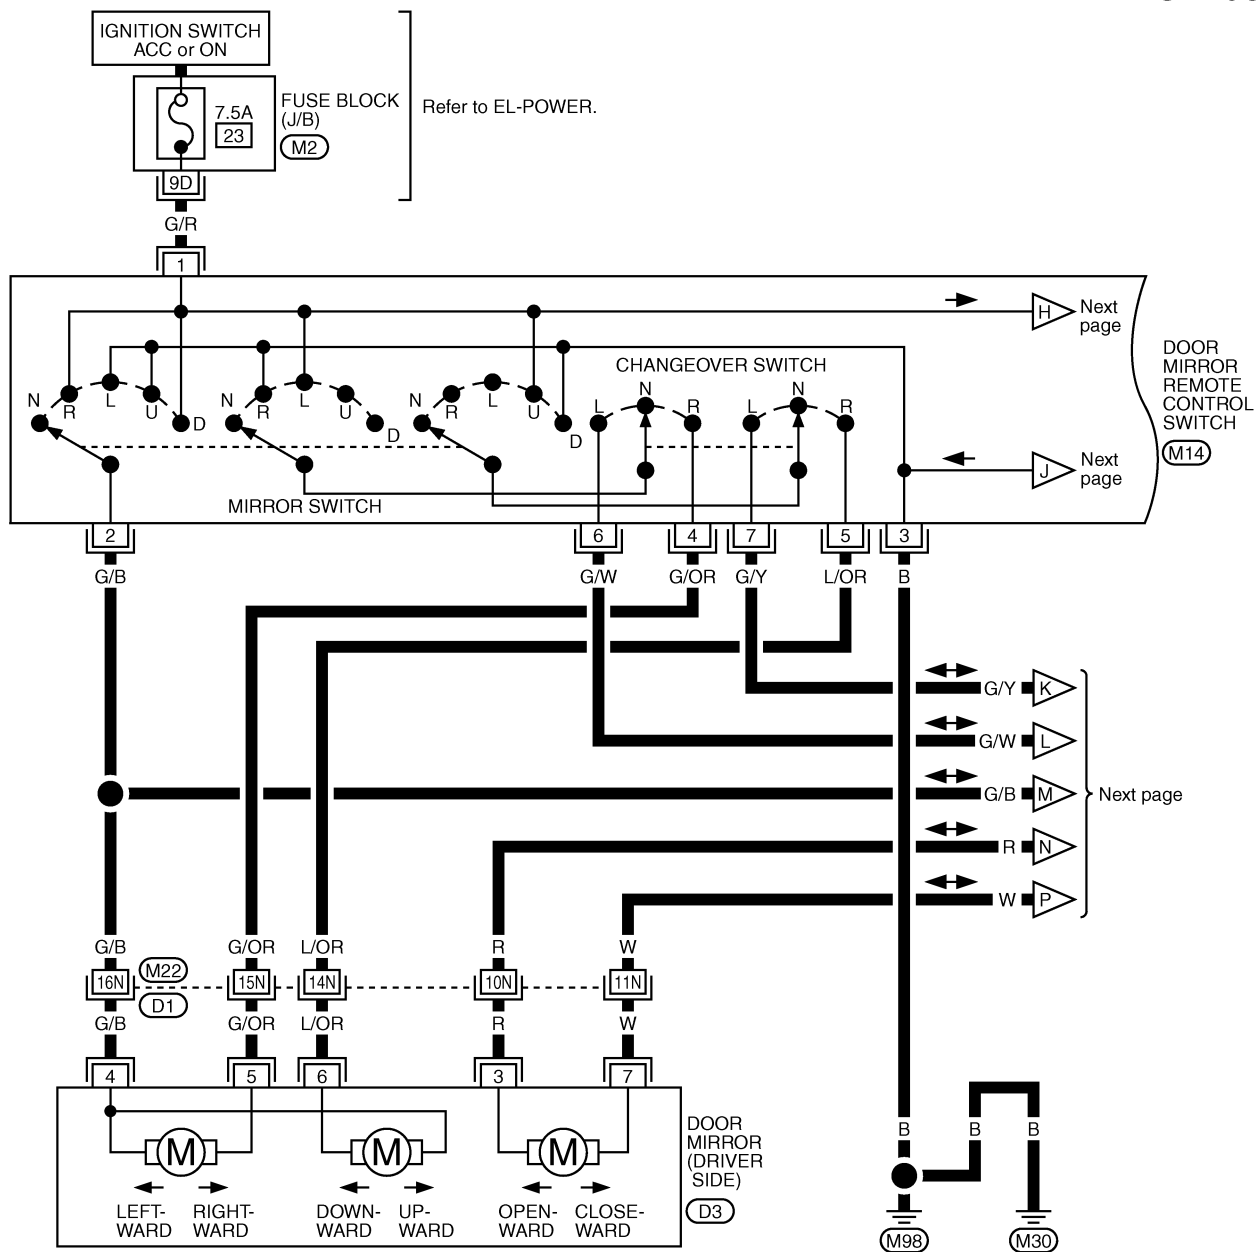 IGNITION SWITCH
ACC or ON
7.5A
23
FUSE BLOCK
(J/B)
M2
Refer to EL-POWER.
9D
G/R
1
H
Next
page
CHANGEOVER SWITCH
N R L U D
N R L U D
N R L U D
L N R
L N R
J
Next
page
MIRROR SWITCH
DOOR
MIRROR
REMOTE
CONTROL
SWITCH
M14
2 6 4 7 5 3
G/B G/W G/OR G/Y L/OR B
G/Y K
G/W L
G/B M
Next page
R N
W P
G/B G/OR L/OR R W
M22
16N 15N 14N 10N 11N
D1
G/B G/OR L/OR R W
4 5 6 3 7
M M M
LEFT-
WARD
RIGHT-
WARD
DOWN-
WARD
UP-
WARD
OPEN-
WARD
CLOSE-
WARD
DOOR
MIRROR
(DRIVER
SIDE)
D3
B B B
M98 M30